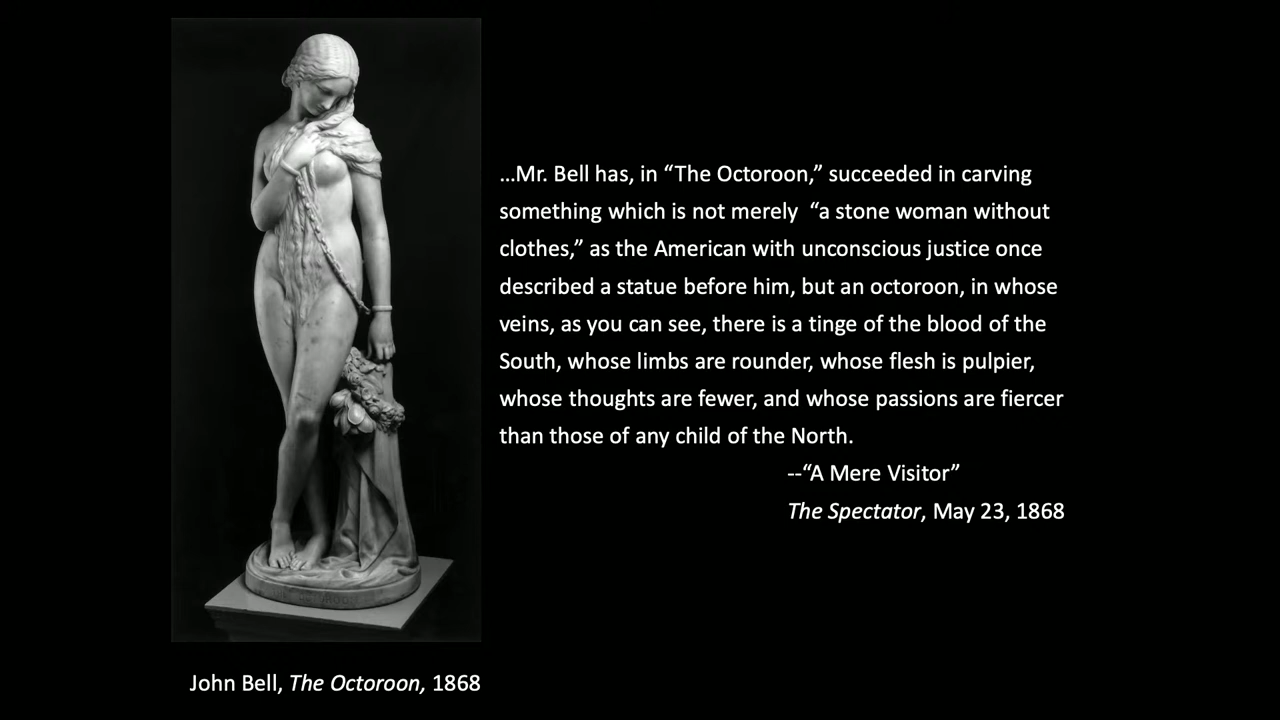 ...Mr. Bell has, in “The Octoroon,” succeeded in carving
something which is not merely “a stone woman without
clothes,” as the American with unconscious justice once
described a statue before him, but an octoroon, in whose
veins, as you can see, there is a tinge of the blood of the
South, whose limbs are rounder, whose flesh is pulpier,
whose thoughts are fewer, and whose passions are fiercer
than those of any child of the North.
--“A Mere Visitor”
The Spectator, May 23, 1868
John Bell, The Octoroon, 1868